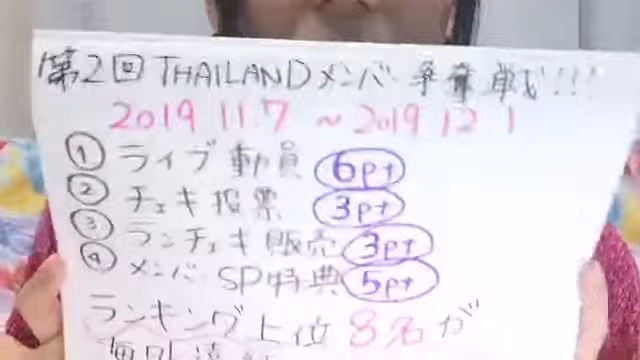 第2回 THAILANDメンバー争奪戦!!!
2019 11.7 ~ 2019 12 1
① ライブ動員 6pt
② チェキ投票 3pt
③ ランチェキ販売 3pt
④ メンバーSP特典 5pt
ランキング上位 8名が